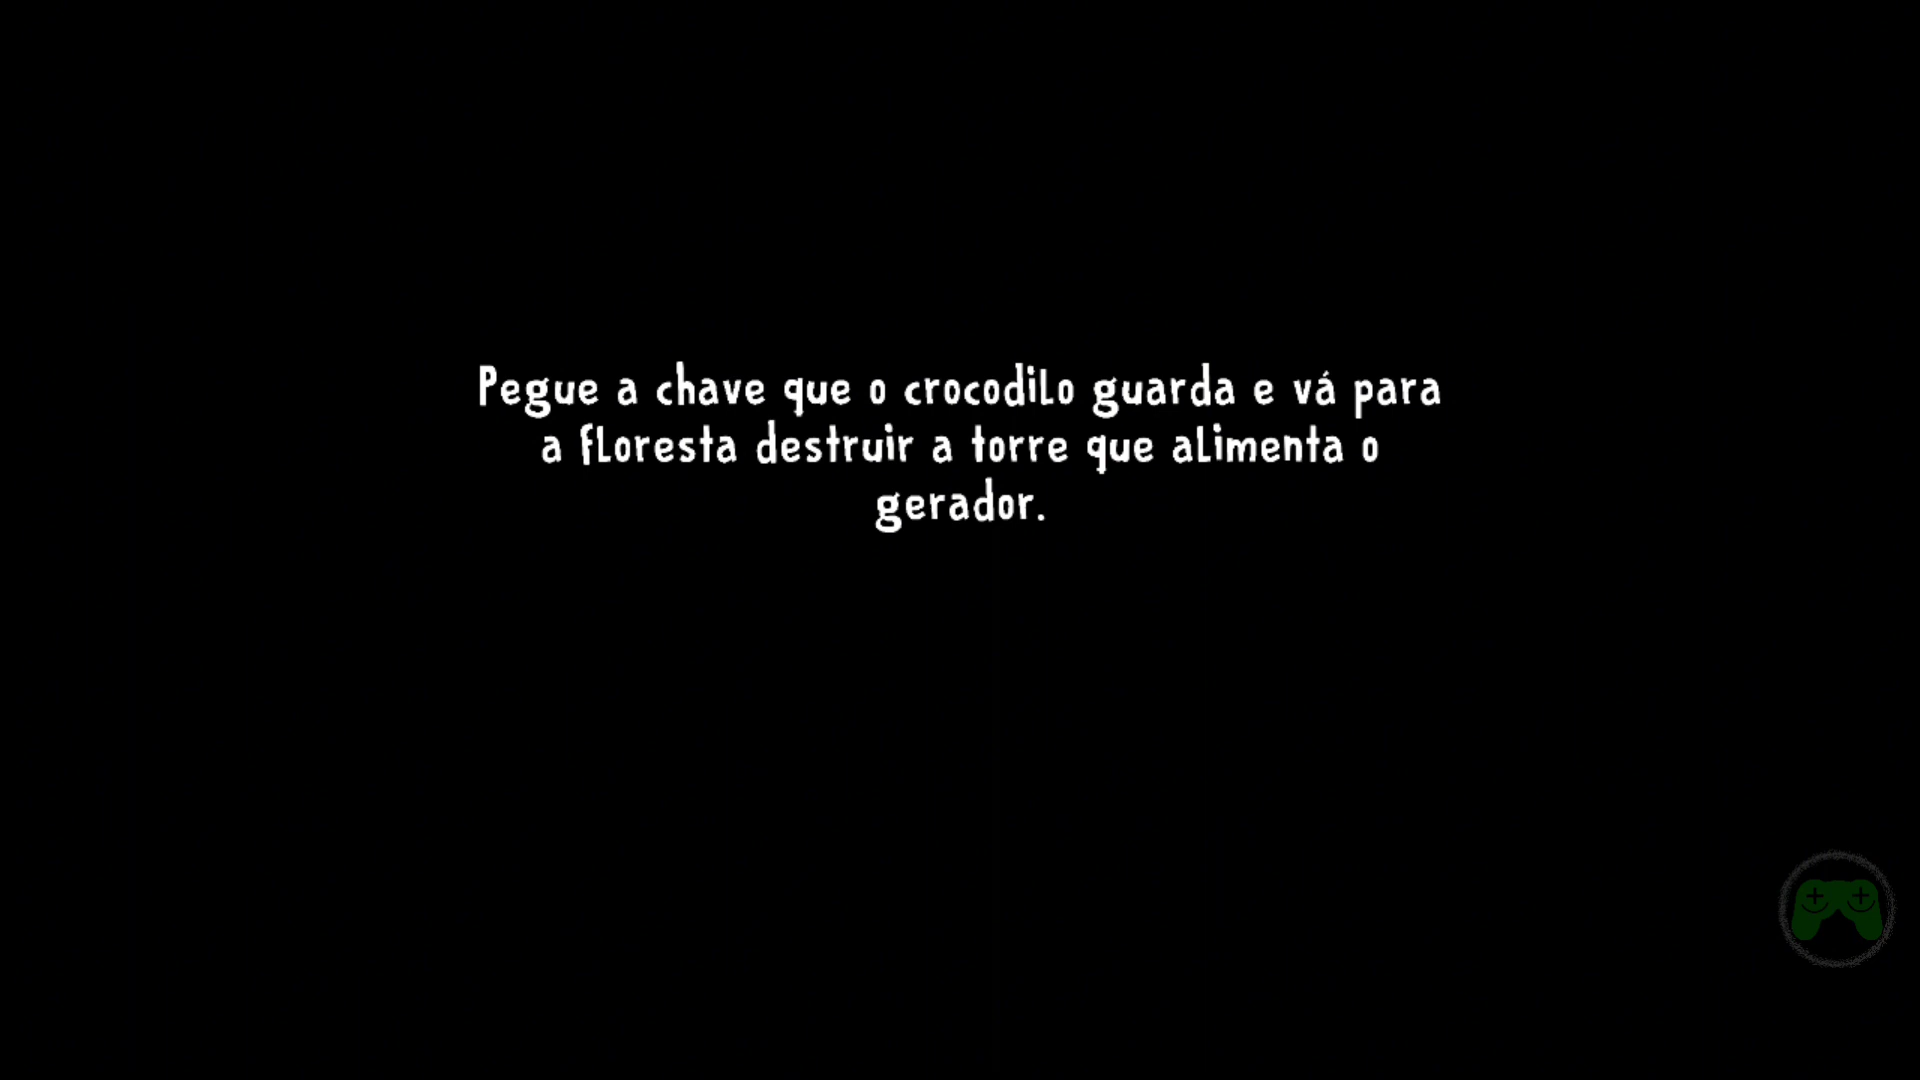 Pegue a chave que o crocodilo guarda e vá para
a floresta destruir a torre que alimenta o
gerador.